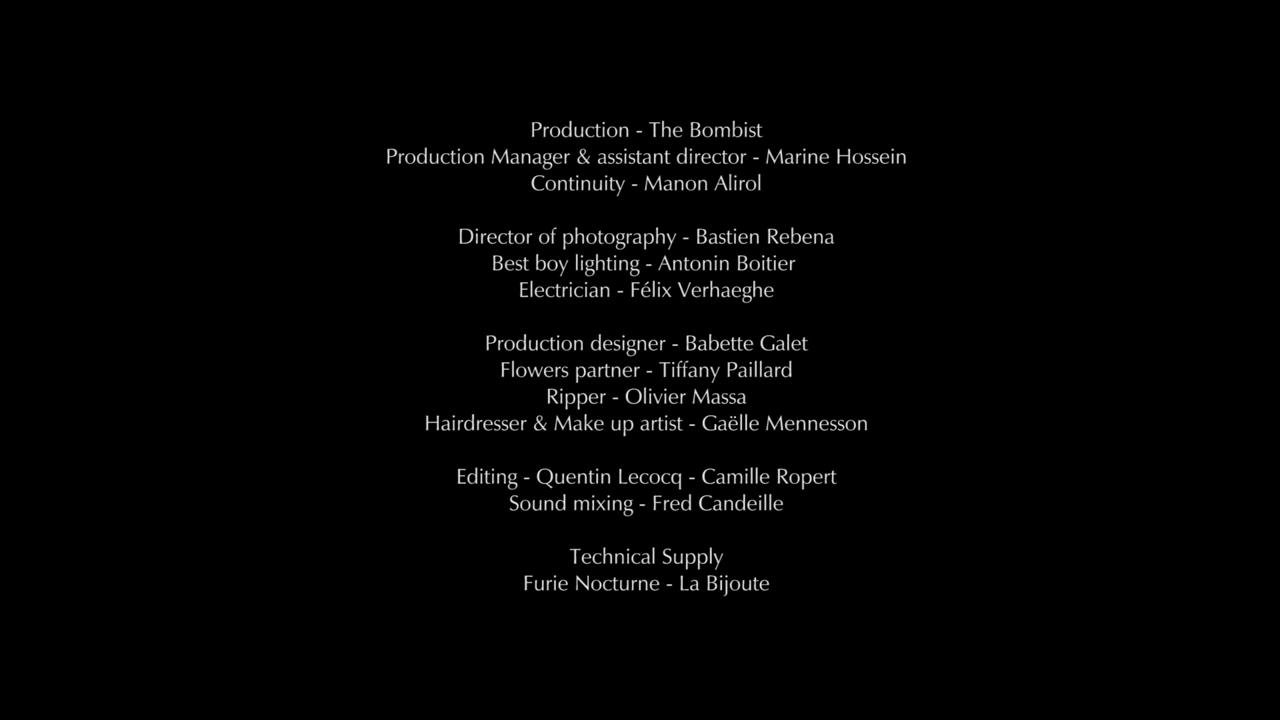 Production - The Bombist
Production Manager & assistant director - Marine Hossein
Continuity - Manon Alirol
Director of photography - Bastien Rebena
Best boy lighting - Antonin Boitier
Electrician - Félix Verhaeghe
Production designer - Babette Galet
Flowers partner - Tiffany Paillard
Ripper - Olivier Massa
Hairdresser & Make up artist - Gaëlle Mennesson
Editing - Quentin Lecocq - Camille Ropert
Sound mixing - Fred Candeille
Technical Supply
Furie Nocturne - La Bijoute